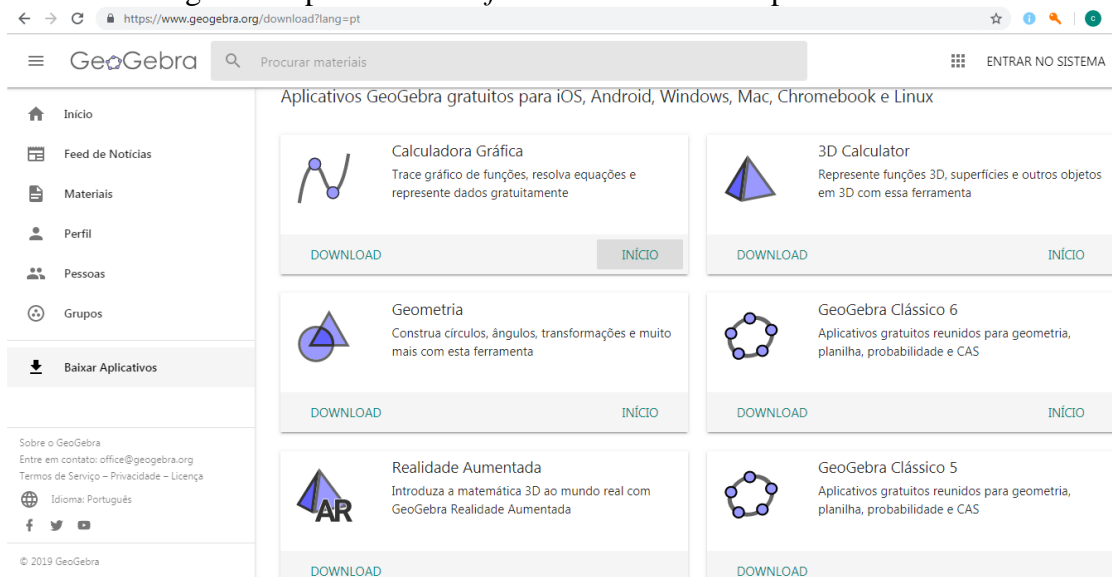 https://www.geogebra.org/download?lang=pt
GeoGebra
Procurar materiais
ENTRAR NO SISTEMA
Início
Feed de Notícias
Materiais
Perfil
Pessoas
Grupos
Baixar Aplicativos
Sobre o GeoGebra
Entre em contato: office@geogebra.org
Termos de Serviço – Privacidade – Licença
Idioma: Português
© 2019 GeoGebra
Aplicativos GeoGebra gratuitos para iOS, Android, Windows, Mac, Chromebook e Linux
Calculadora Gráfica
Trace gráfico de funções, resolva equações e
represente dados gratuitamente
DOWNLOAD
INÍCIO
3D Calculator
Represente funções 3D, superfícies e outros objetos
em 3D com essa ferramenta
DOWNLOAD
INÍCIO
Geometria
Construa círculos, ângulos, transformações e muito
mais com esta ferramenta
DOWNLOAD
INÍCIO
GeoGebra Clássico 6
Aplicativos gratuitos reunidos para geometria,
planilha, probabilidade e CAS
DOWNLOAD
INÍCIO
AR
Realidade Aumentada
Introduza a matemática 3D ao mundo real com
GeoGebra Realidade Aumentada
DOWNLOAD
GeoGebra Clássico 5
Aplicativos gratuitos reunidos para geometria,
planilha, probabilidade e CAS
DOWNLOAD